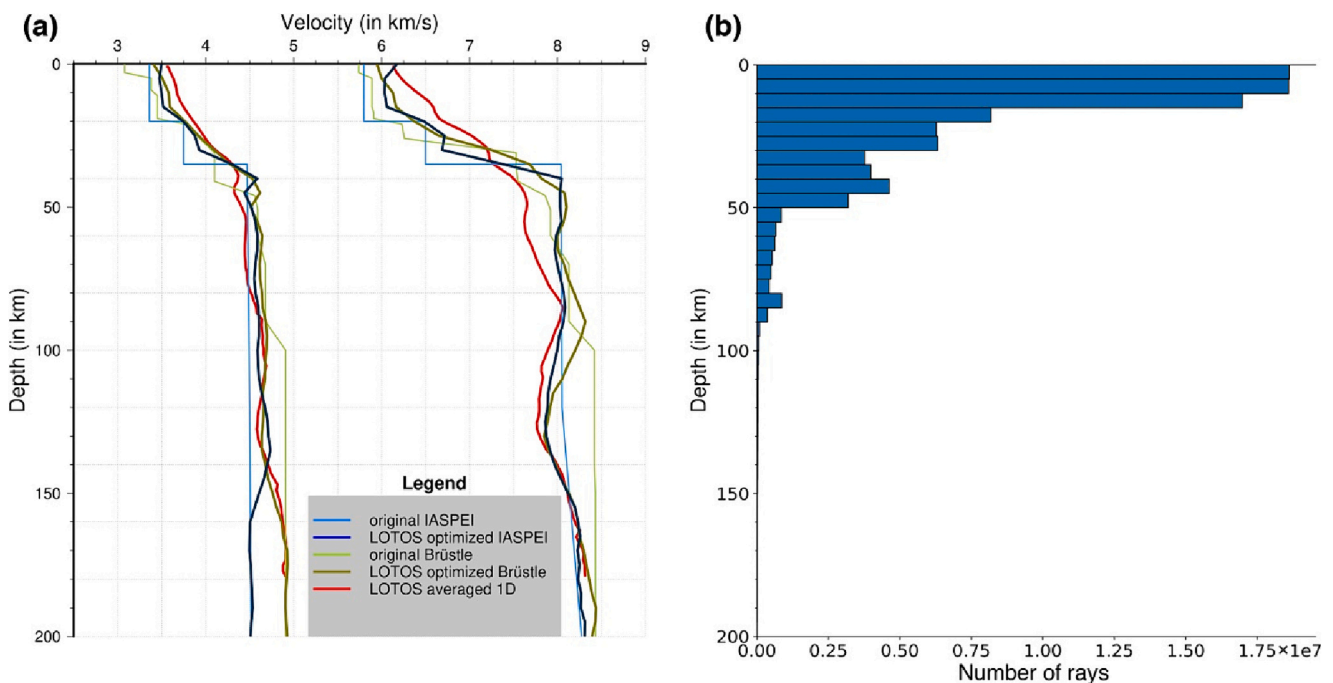 (a)
Velocity (in km/s)
3 4 5 6 7 8 9
0
50
100
150
200
Depth (in km)
Legend
original IASPEI
LOTOS optimized IASPEI
original Brüstle
LOTOS optimized Brüstle
LOTOS averaged 1D
(b)
0
50
100
150
200
Depth (in km)
0.00 0.25 0.50 0.75 1.00 1.25 1.50 1.75×1e7
Number of rays